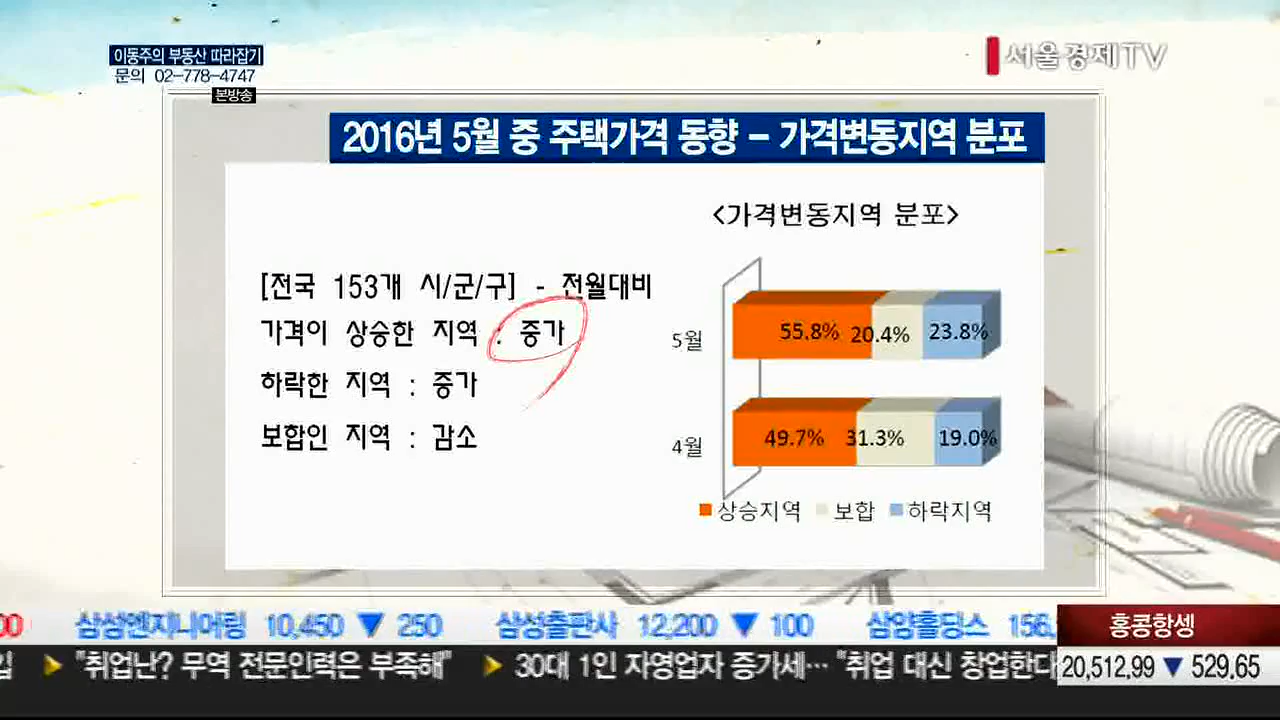 이동주의 부동산 따라잡기
문의 02-778-4747
본방송
서울경제TV
2016년 5월 중 주택가격 동향 - 가격변동지역 분포
<가격변동지역 분포>
[전국 153개 시/군/구] - 전월대비
가격이 상승한 지역 : 증가
하락한 지역 : 증가
보합인 지역 : 감소
5월 55.8% 20.4% 23.8%
4월 49.7% 31.3% 19.0%
상승지역 보합 하락지역
00 삼성엔지니어링 10,450 ▼ 250 삼성출판사 12,200 ▼ 100 삼양홀딩스 156,
홍콩항셍
입 ▶ "취업난? 무역 전문인력은 부족해" ▶ 30대 1인 자영업자 증가세… "취업 대신 창업한다
20,512.99 ▼ 529.65